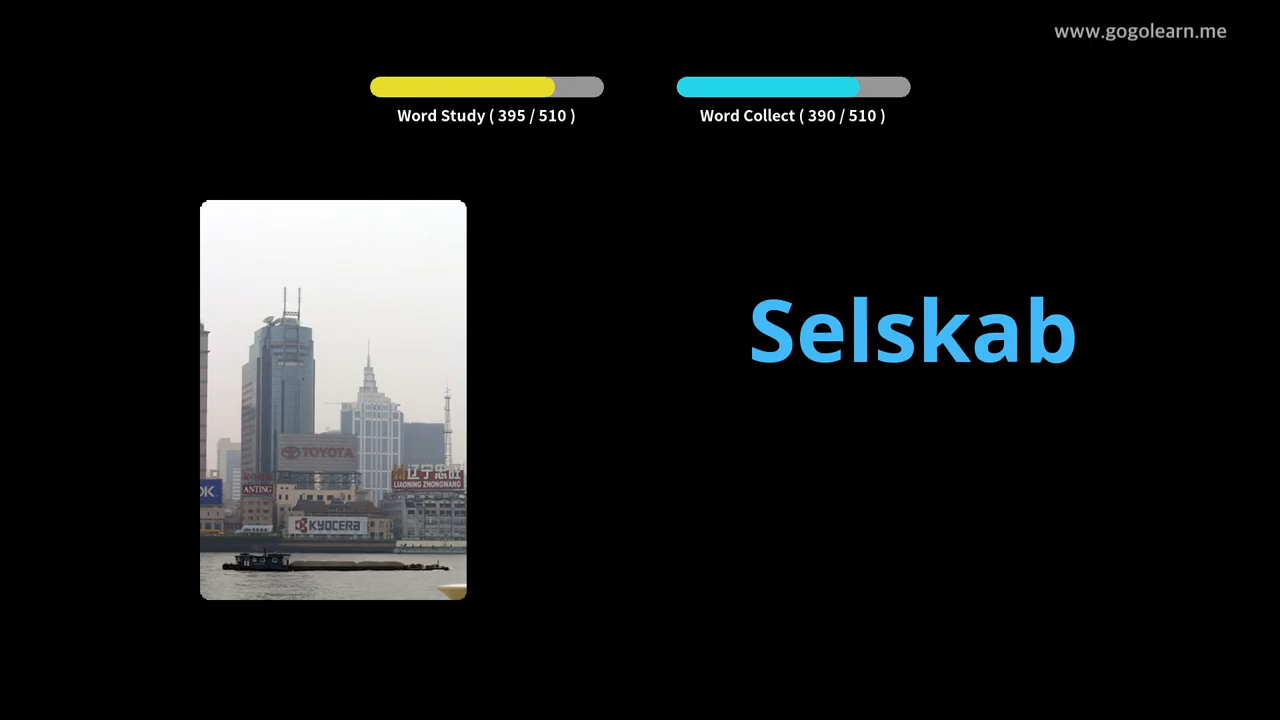 www.gogolearn.me
Word Study ( 395 / 510 )
Word Collect ( 390 / 510 )
Selskab
TOYOTA
辽宁忠旺
LIAONING ZHONGWANG
OK
ANTING
KYOCERA